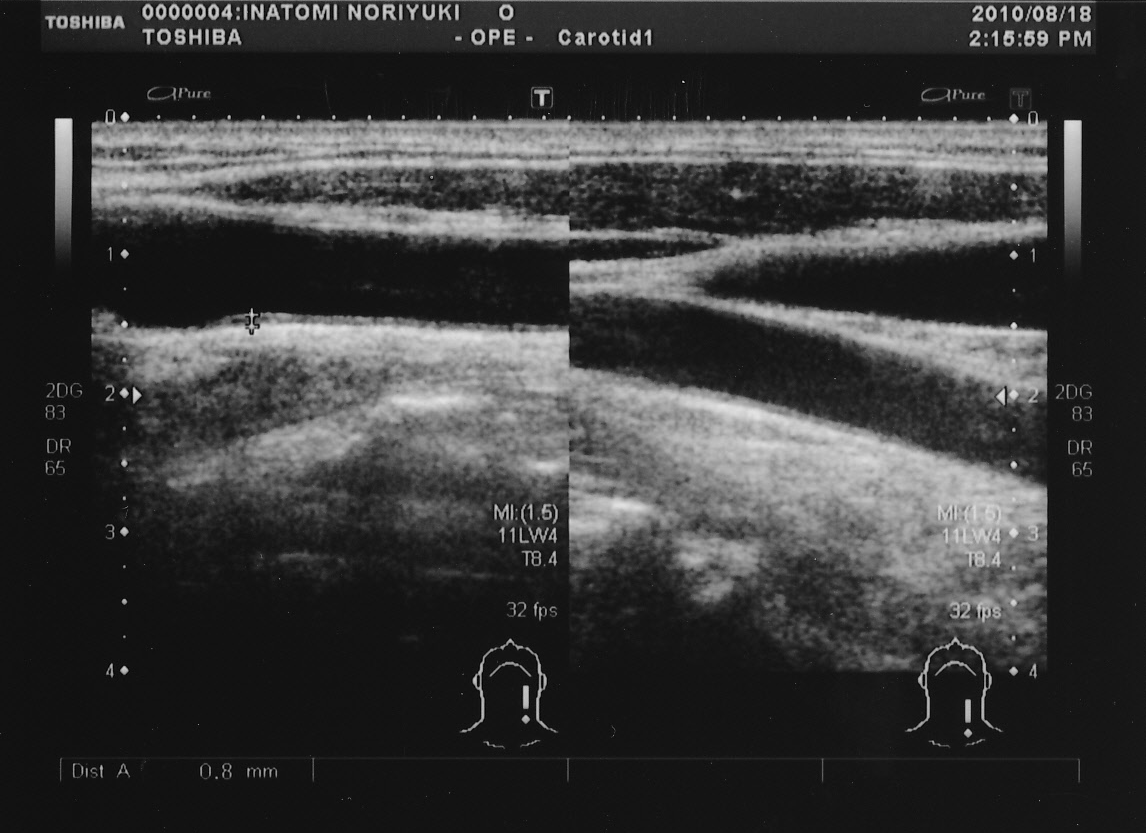 TOSHIBA
0000004:INATOMI NORIYUKI O
2010/08/18
TOSHIBA - OPE - Carotid1
2:15:59 PM
APure
T
APure
T
0
0
1
1
2
2
2DG
83
2DG
83
DR
65
DR
65
MI:(1.5)
11LW4
T8.4
32 fps
MI:(1.5)
11LW4
T8.4
32 fps
3
3
4
4
Dist A 0.8 mm